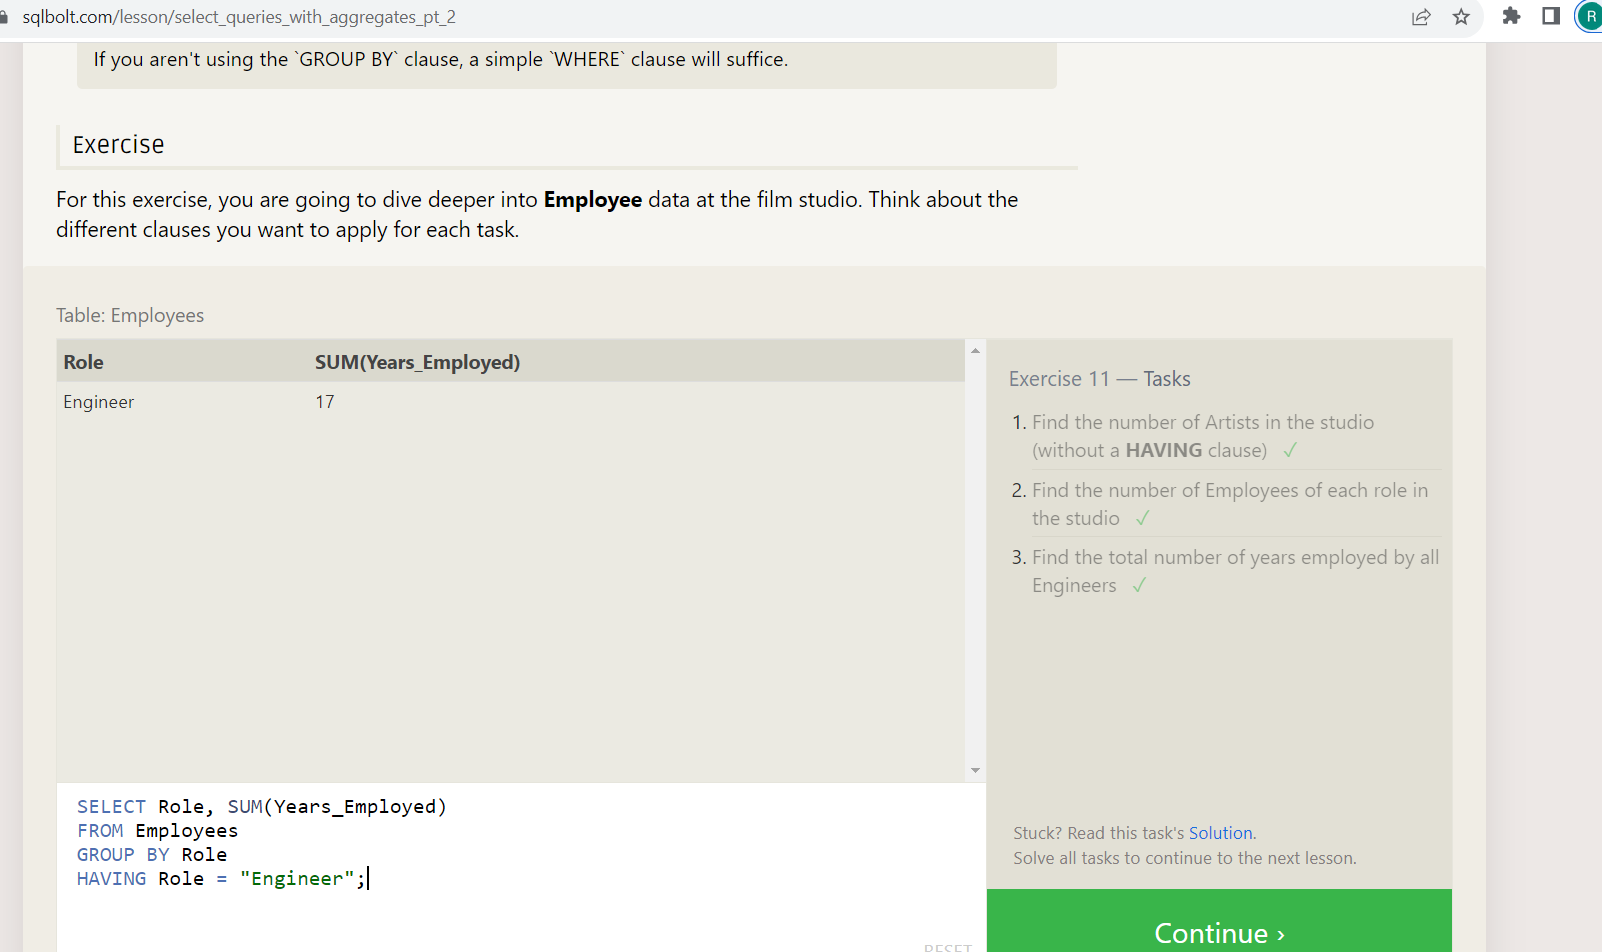 sqlbolt.com/lesson/select_queries_with_aggregates_pt_2
R
If you aren't using the `GROUP BY` clause, a simple `WHERE` clause will suffice.
Exercise
For this exercise, you are going to dive deeper into Employee data at the film studio. Think about the
different clauses you want to apply for each task.
Table: Employees
Role SUM(Years_Employed)
Engineer 17
SELECT Role, SUM(Years_Employed)
FROM Employees
GROUP BY Role
HAVING Role = "Engineer";
RESET
Exercise 11 — Tasks
1. Find the number of Artists in the studio
(without a HAVING clause) ✓
2. Find the number of Employees of each role in
the studio ✓
3. Find the total number of years employed by all
Engineers ✓
Stuck? Read this task's Solution.
Solve all tasks to continue to the next lesson.
Continue ›